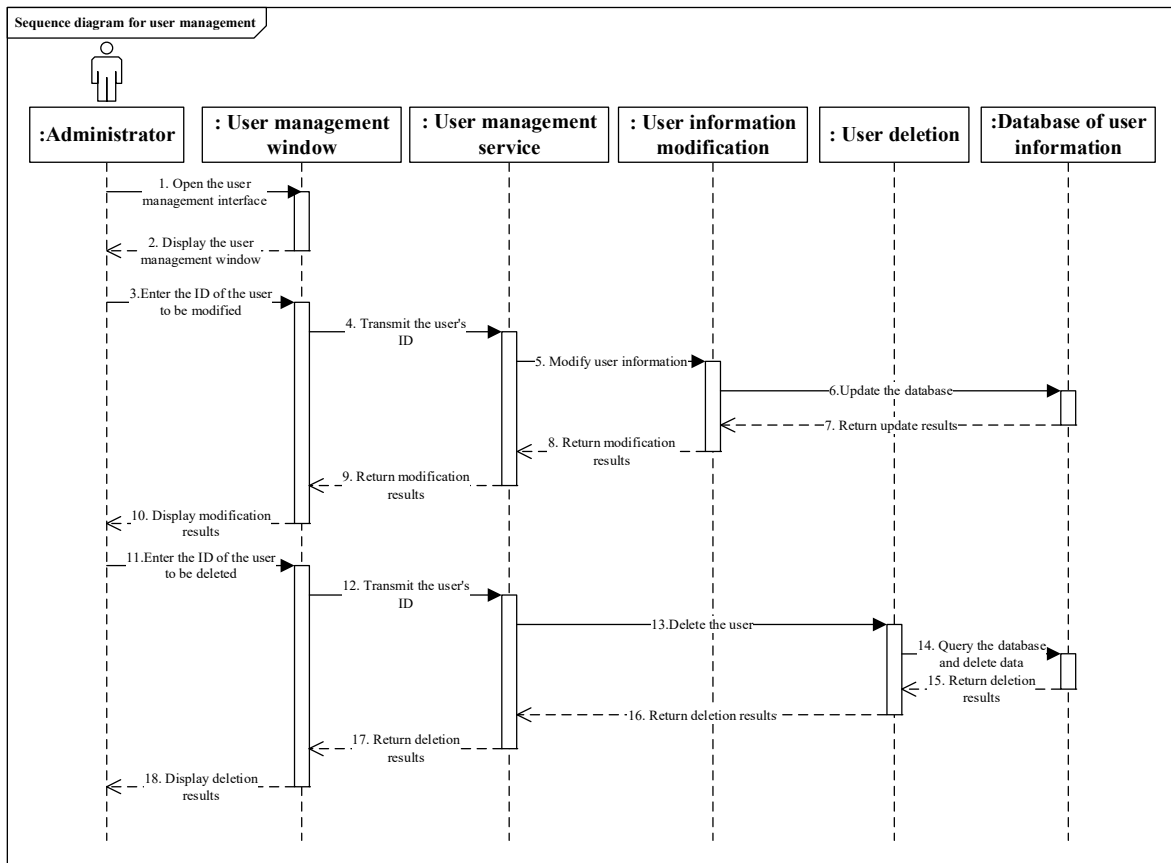 Sequence diagram for user management
:Administrator
: User management
window
: User management
service
: User information
modification
: User deletion
:Database of user
information
1. Open the user
management interface
2. Display the user
management window
3.Enter the ID of the user
to be modified
4. Transmit the user's
ID
5. Modify user information
6.Update the database
7. Return update results
8. Return modification
results
9. Return modification
results
10. Display modification
results
11.Enter the ID of the user
to be deleted
12. Transmit the user's
ID
13.Delete the user
14. Query the database
and delete data
15. Return deletion
results
16. Return deletion results
17. Return deletion
results
18. Display deletion
results